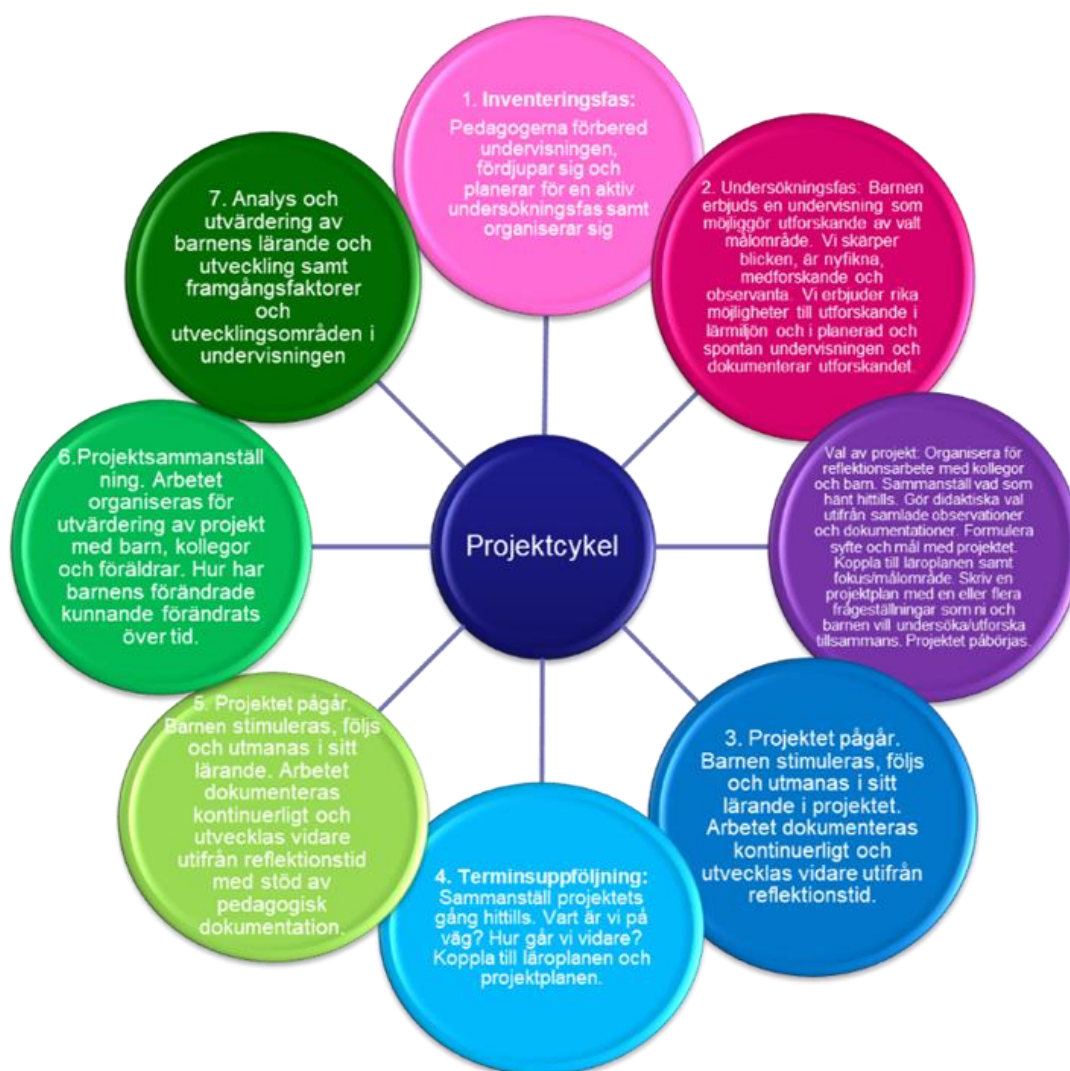 1. Inventeringsfas:
Pedagogerna förbered
undervisningen,
fördjupar sig och
planerar för en aktiv
undersökningsfas samt
organiserar sig
2. Undersökningsfas: Barnen
erbjuds en undervisning som
möjliggör utforskande av valt
målområde. Vi skärper
blicken, är nyfikna,
medforskande och
observanta. Vi erbjuder rika
möjligheter till utforskande i
lärmiljön och i planerad och
spontan undervisningen och
dokumenterar utforskandet.
Val av projekt: Organisera för
reflektionsarbete med kollegor
och barn. Sammanställ vad som
hänt hittills. Gör didaktiska val
utifrån samlade observationer
och dokumentationer. Formulera
syfte och mål med projektet.
Koppla till läroplanen samt
fokus/målområde. Skriv en
projektplan med en eller flera
frågeställningar som ni och
barnen vill undersöka/utforska
tillsammans. Projektet påbörjas.
3. Projektet pågår.
Barnen stimuleras, följs
och utmanas i sitt
lärande i projektet.
Arbetet dokumenteras
kontinuerligt och
utvecklas vidare utifrån
reflektionstid.
4. Terminsuppföljning:
Sammanställ projektets
gång hittills. Vart är vi på
väg? Hur går vi vidare?
Koppla till läroplanen och
projektplanen.
5. Projektet pågår.
Barnen stimuleras, följs
och utmanas i sitt
lärande. Arbetet
dokumenteras
kontinuerligt och
utvecklas vidare
utifrån reflektionstid
med stöd av
pedagogisk
dokumentation.
6.Projektsammanställ
ning. Arbetet
organiseras för
utvärdering av projekt
med barn, kollegor
och föräldrar. Hur har
barnens förändrade
kunnande förändrats
över tid.
7. Analys och
utvärdering av
barnens lärande och
utveckling samt
framgångsfaktorer
och
utvecklingsområden i
undervisningen
Projektcykel